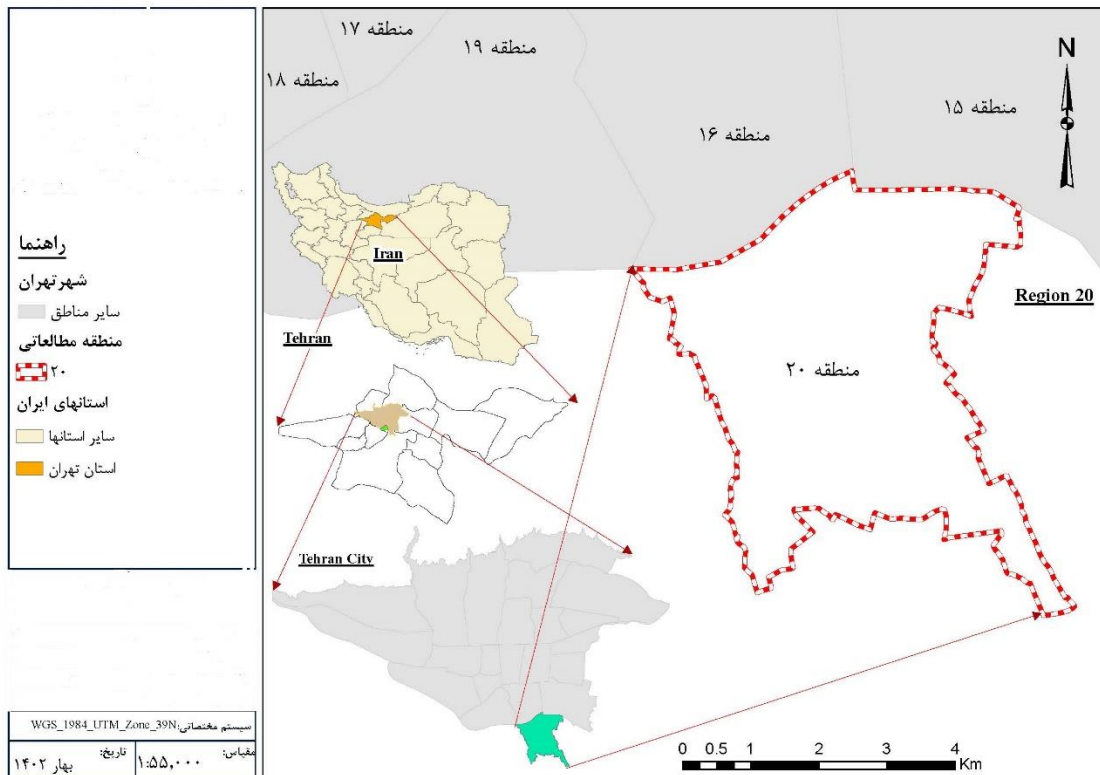 راهنما
شهر تهران
سایر مناطق
منطقه مطالعاتی
۲۰
استانهای ایران
سایر استانها
استان تهران
سیستم مختصاتی:WGS_1984_UTM_Zone_39N
مقیاس: ۱:۵۵,۰۰۰
تاریخ: بهار ۱۴۰۲
منطقه ۱۷
منطقه ۱۸
منطقه ۱۹
منطقه ۱۶
منطقه ۱۵
N
Iran
Region 20
Tehran
منطقه ۲۰
Tehran City
0 0.5 1 2 3 4
Km